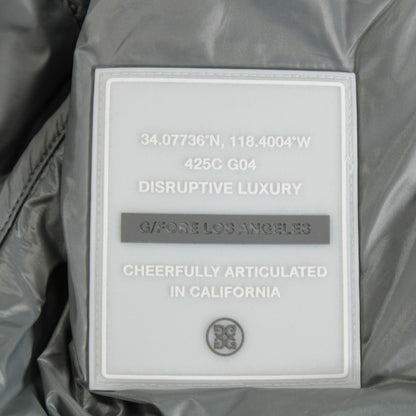 34.07736°N, 118.4004°W
425C G04
DISRUPTIVE LUXURY
G/FORE LOS ANGELES
CHEERFULLY ARTICULATED
IN CALIFORNIA